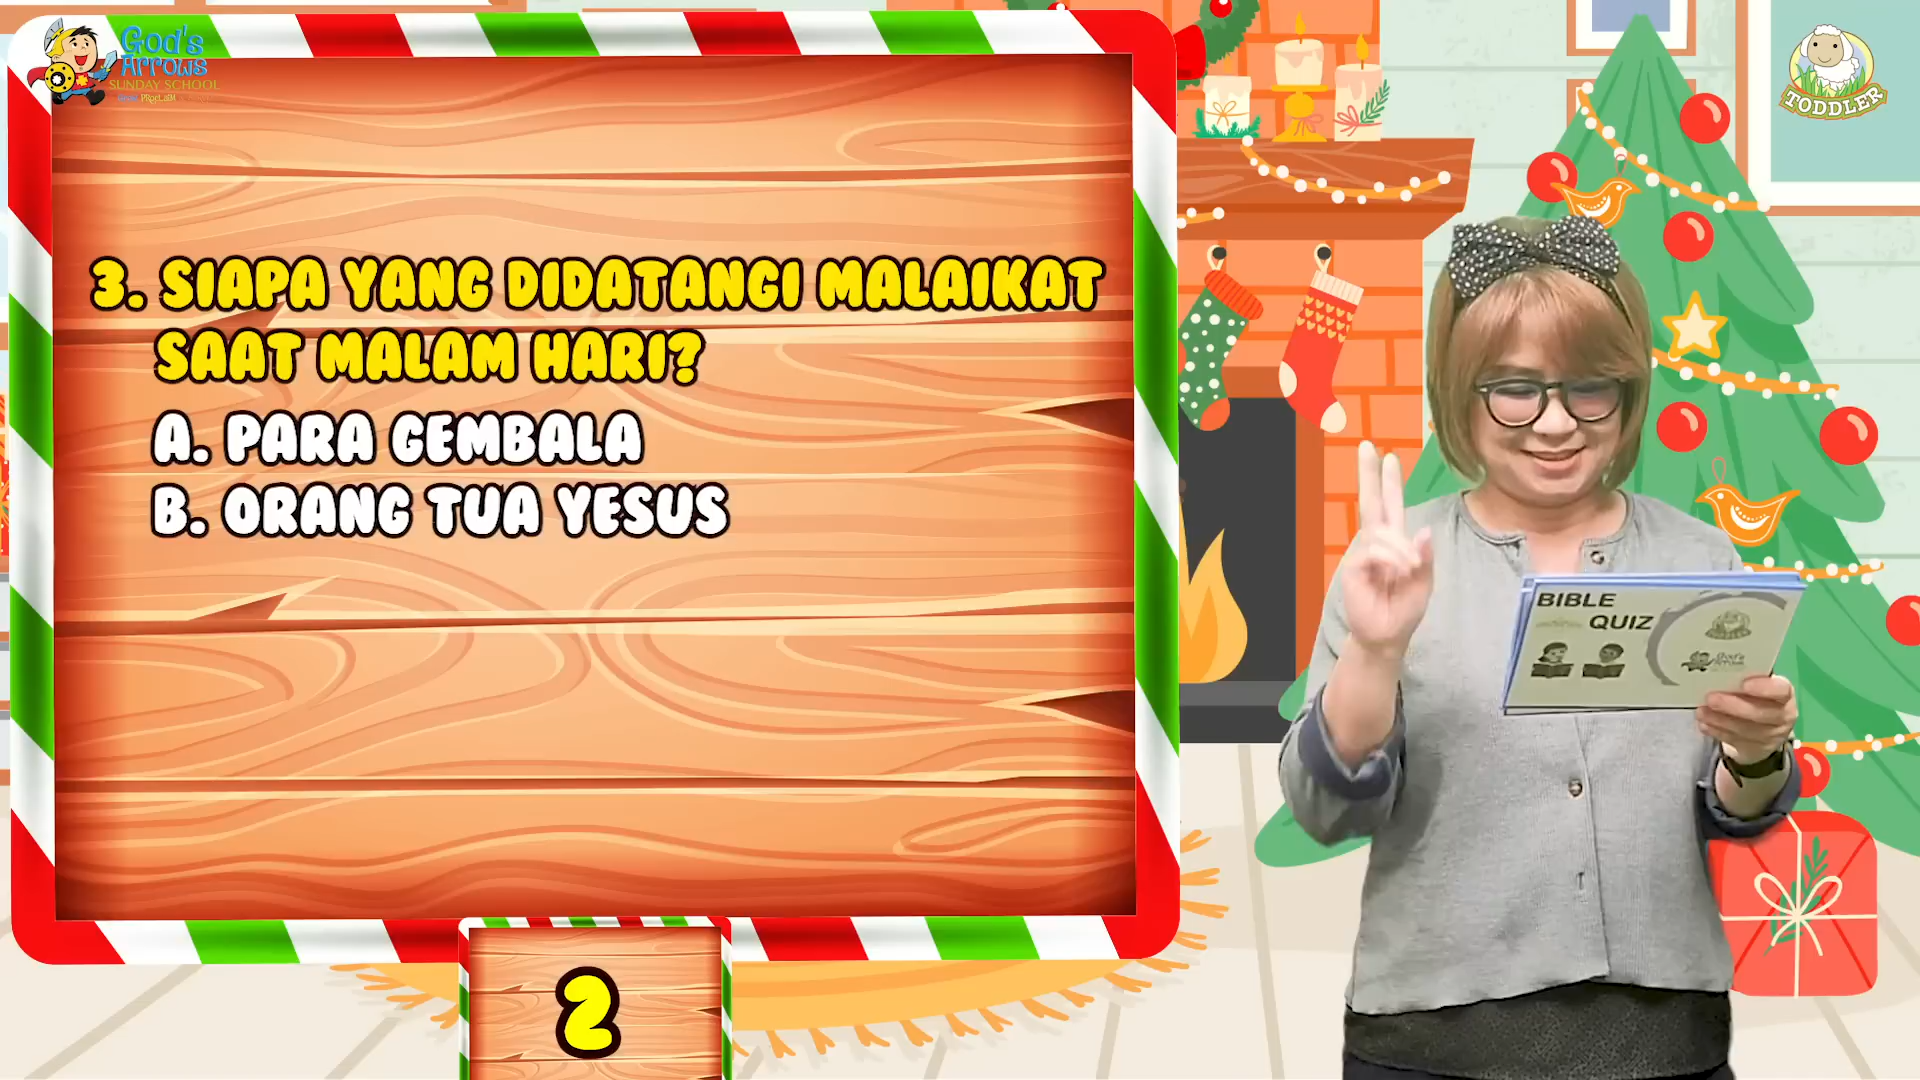 God's
Arrows
SUNDAY SCHOOL
TODDLER
3. SIAPA YANG DIDATANGI MALAIKAT
SAAT MALAM HARI?
A. PARA GEMBALA
B. ORANG TUA YESUS
BIBLE
QUIZ
2